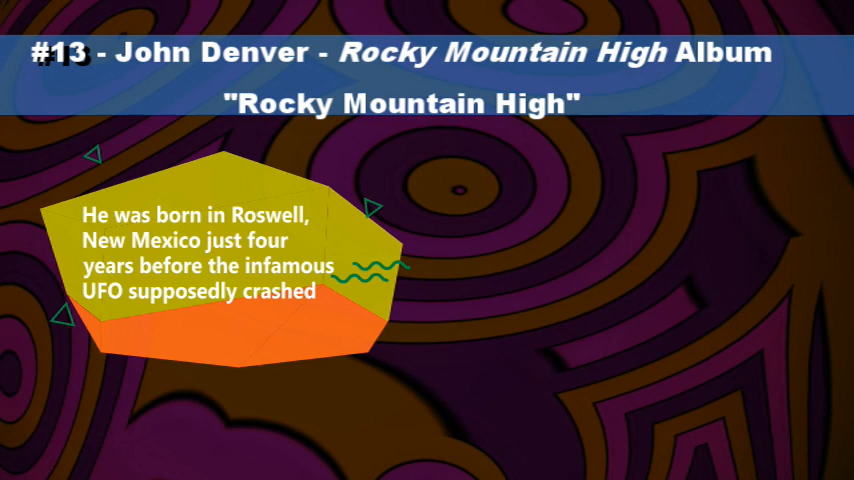 #13 - John Denver - Rocky Mountain High Album
"Rocky Mountain High"
He was born in Roswell,
New Mexico just four
years before the infamous
UFO supposedly crashed